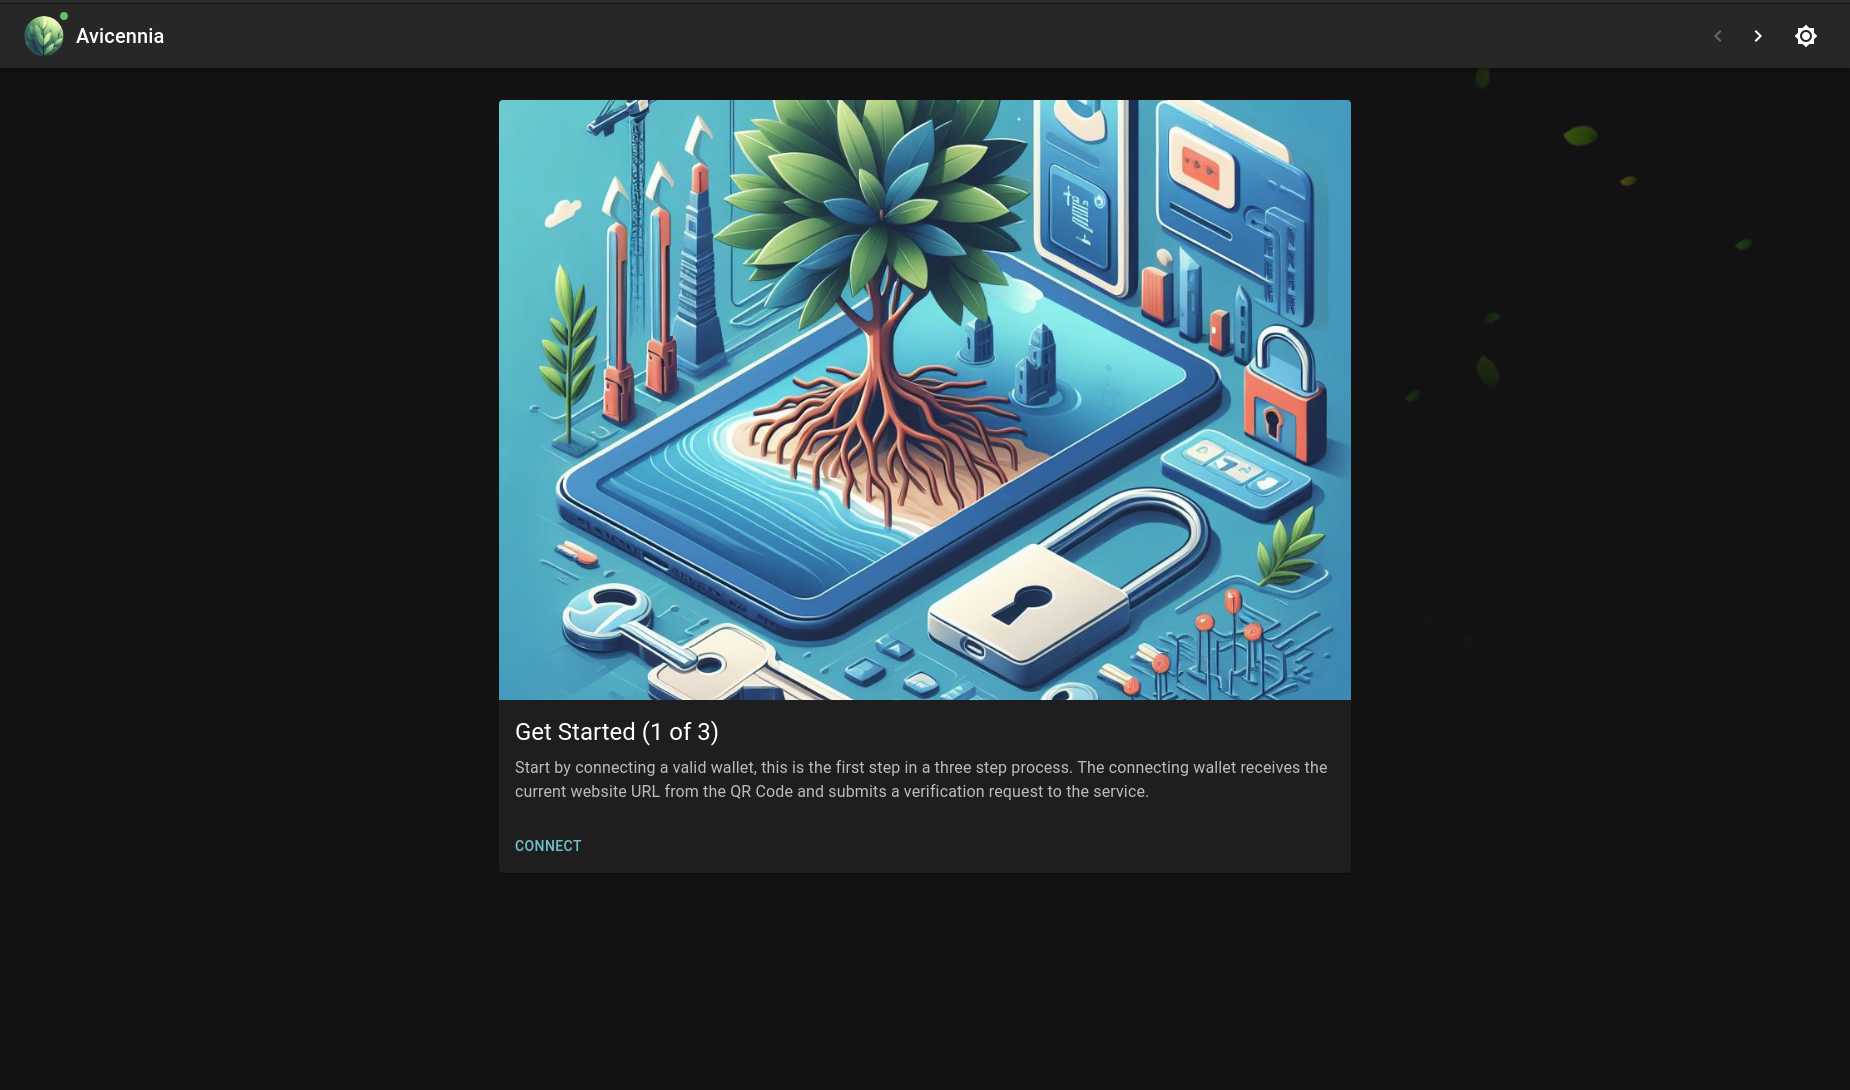 Avicennia
Get Started (1 of 3)
Start by connecting a valid wallet, this is the first step in a three step process. The connecting wallet receives the
current website URL from the QR Code and submits a verification request to the service.
CONNECT